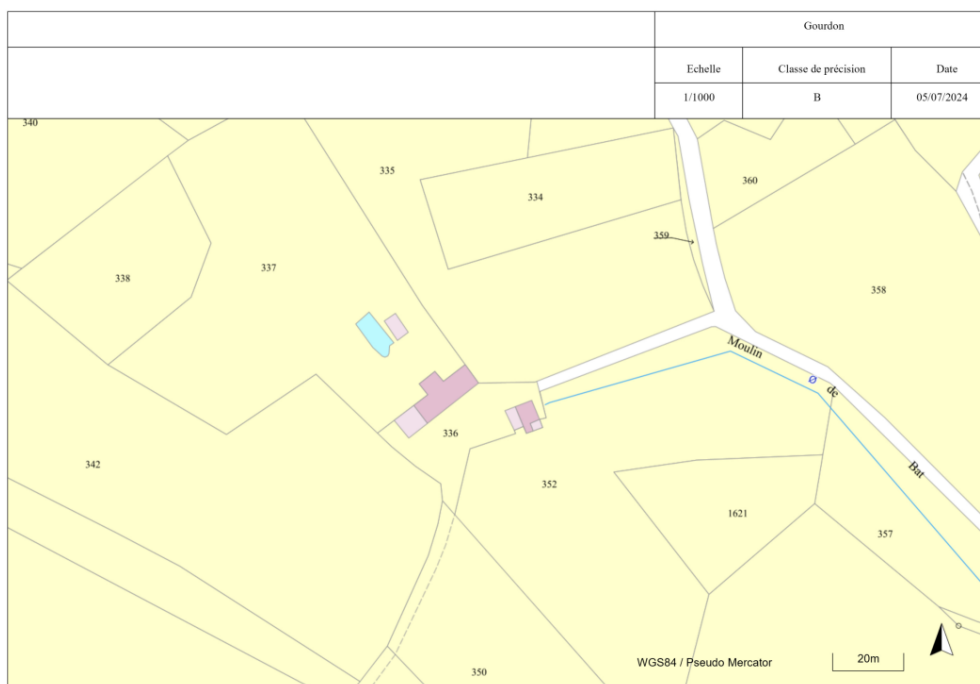 Gourdon
Echelle
Classe de précision
Date
1/1000
B
05/07/2024
340
335
334
360
359
337
338
358
Moulin
de
Bat
336
342
352
1621
357
350
WGS84 / Pseudo Mercator
20m